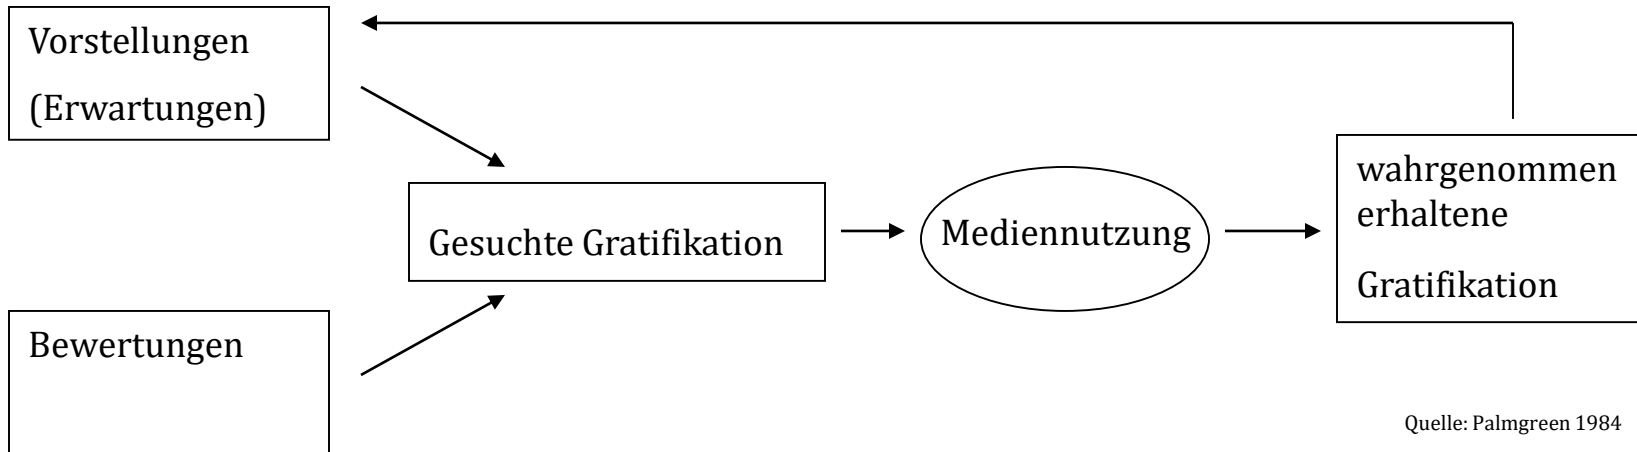 Vorstellungen
(Erwartungen)
Gesuchte Gratifikation
Bewertungen
Mediennutzung
wahrgenommen
erhaltene
Gratifikation
Quelle: Palmgreen 1984